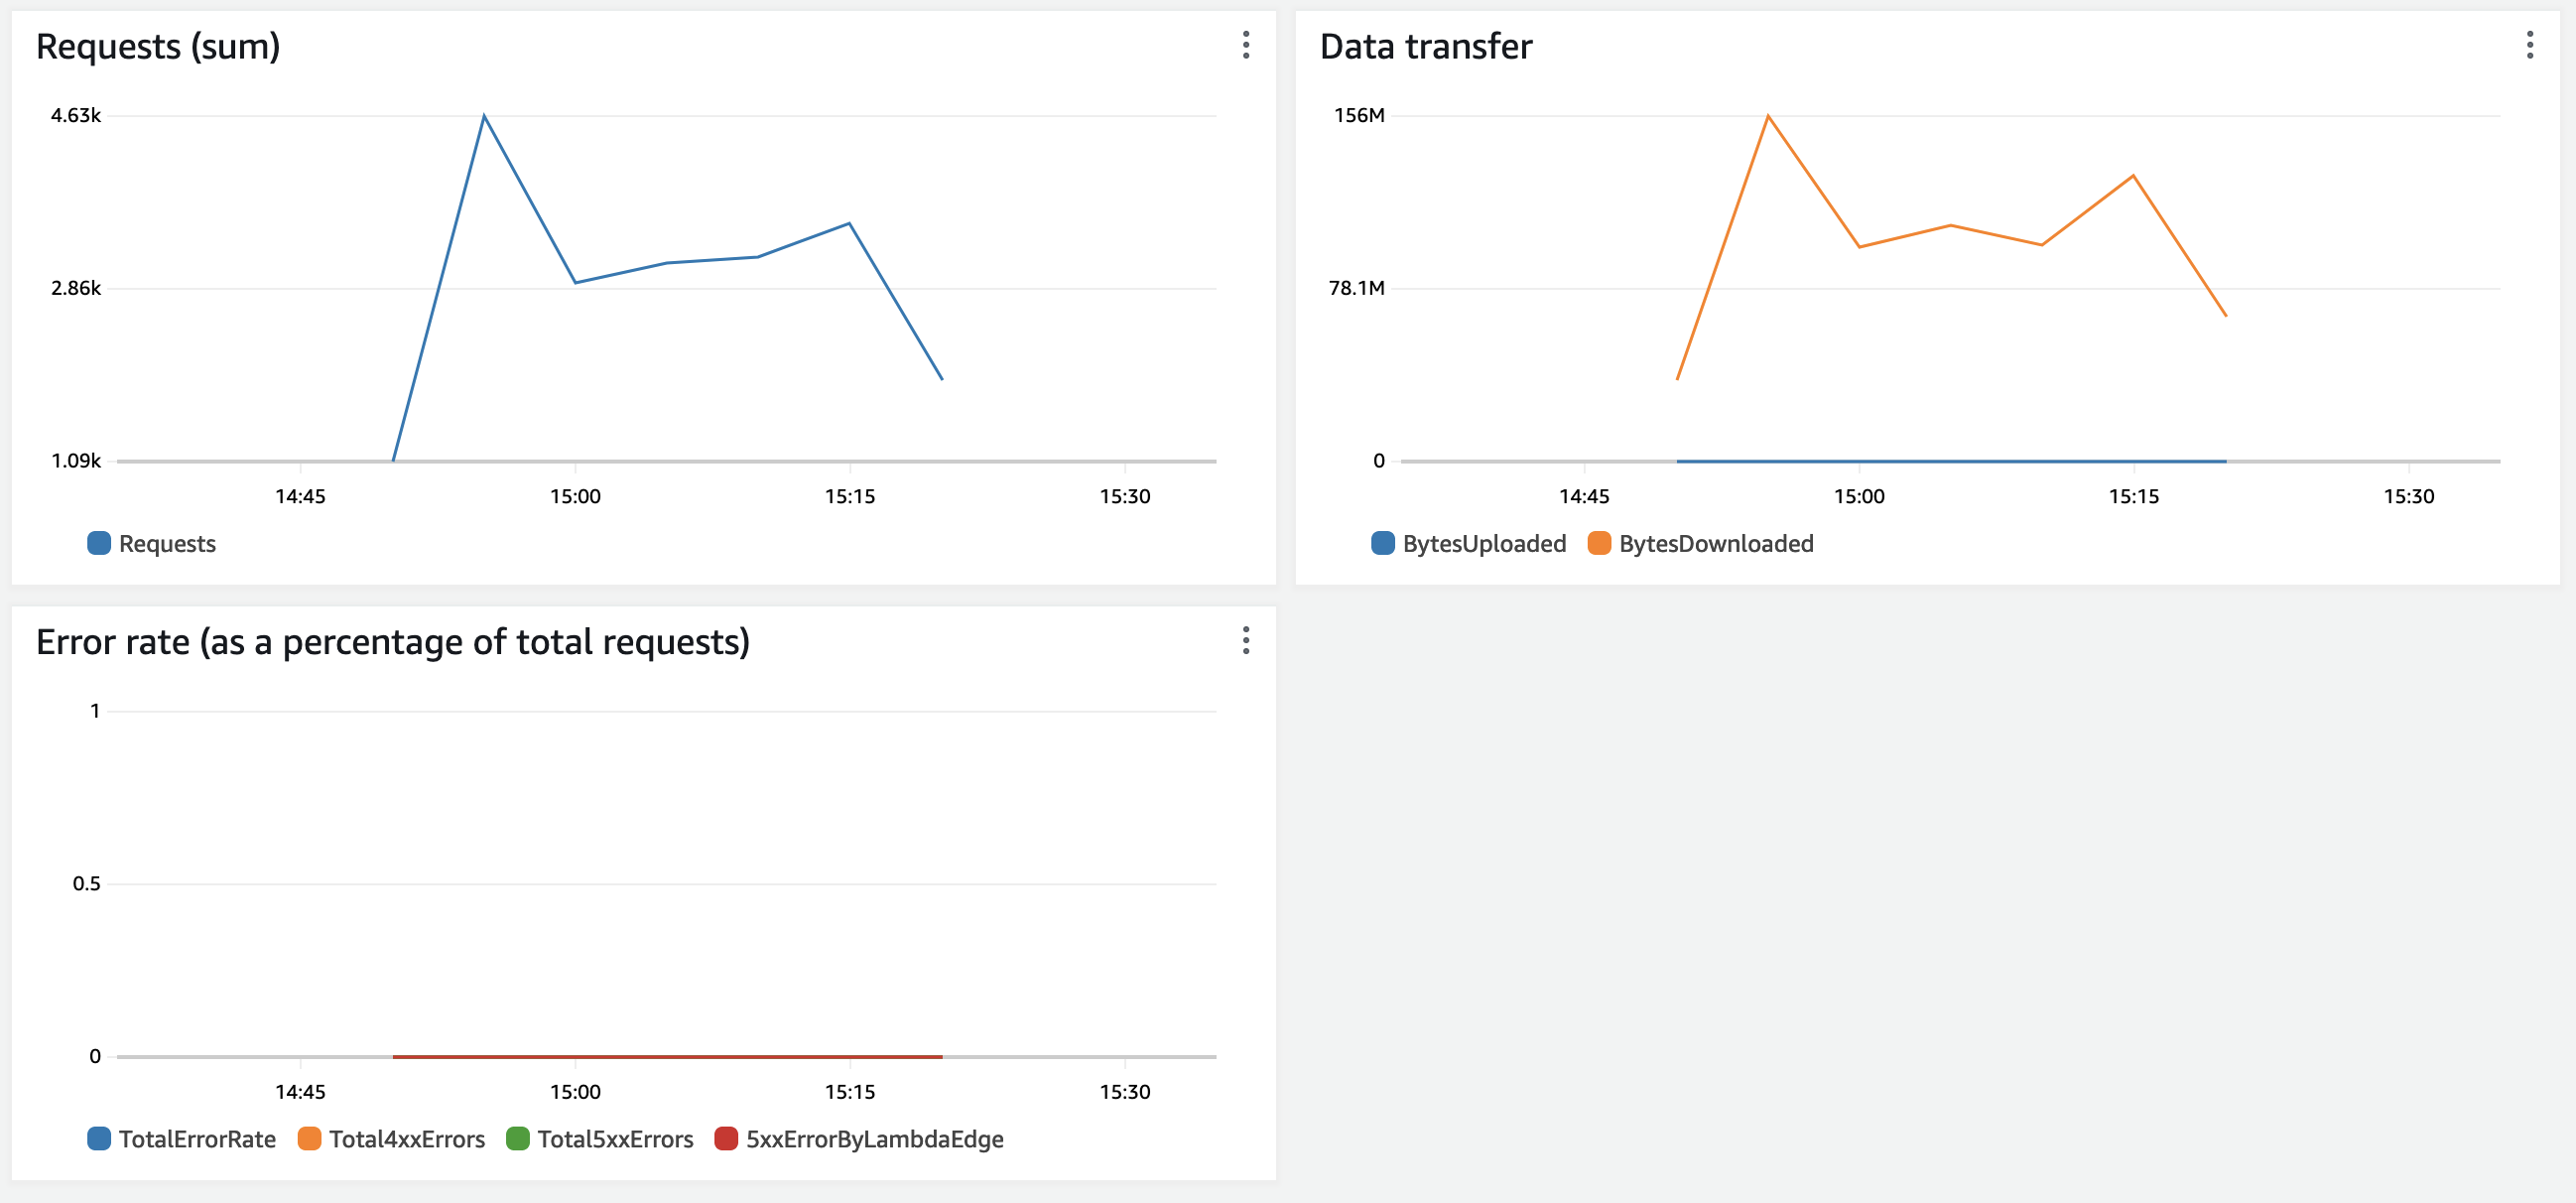 Requests (sum)
4.63k
2.86k
1.09k
14:45 15:00 15:15 15:30
Requests
Data transfer
156M
78.1M
0
14:45 15:00 15:15 15:30
BytesUploaded BytesDownloaded
Error rate (as a percentage of total requests)
1
0.5
0
14:45 15:00 15:15 15:30
TotalErrorRate Total4xxErrors Total5xxErrors 5xxErrorByLambdaEdge